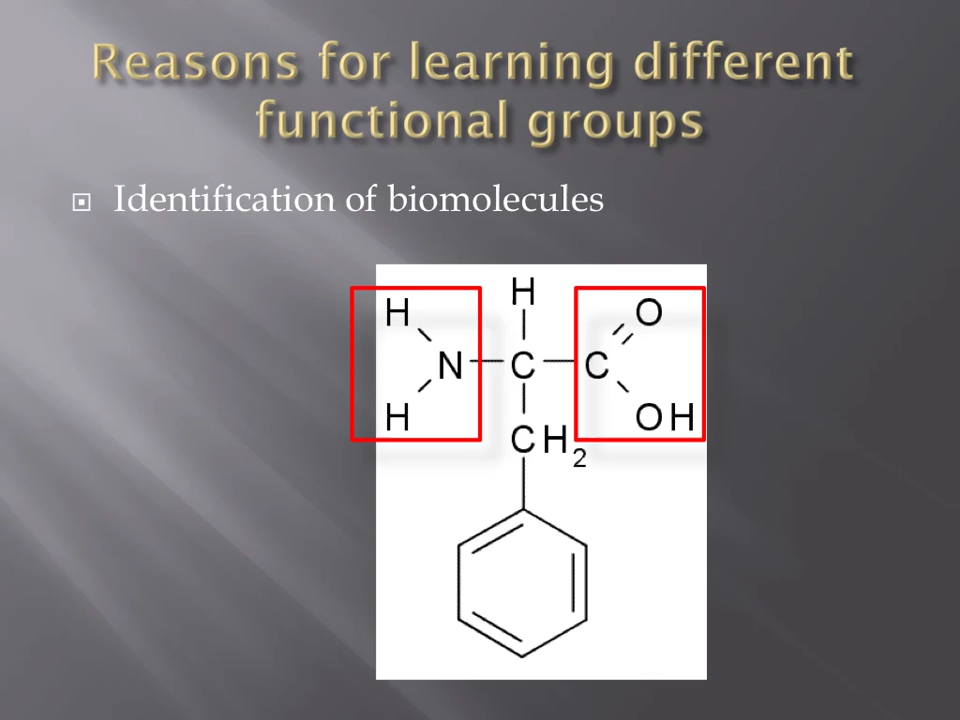 Reasons for learning different
functional groups
Identification of biomolecules
H
H
O
N
C
C
H
OH
CH2